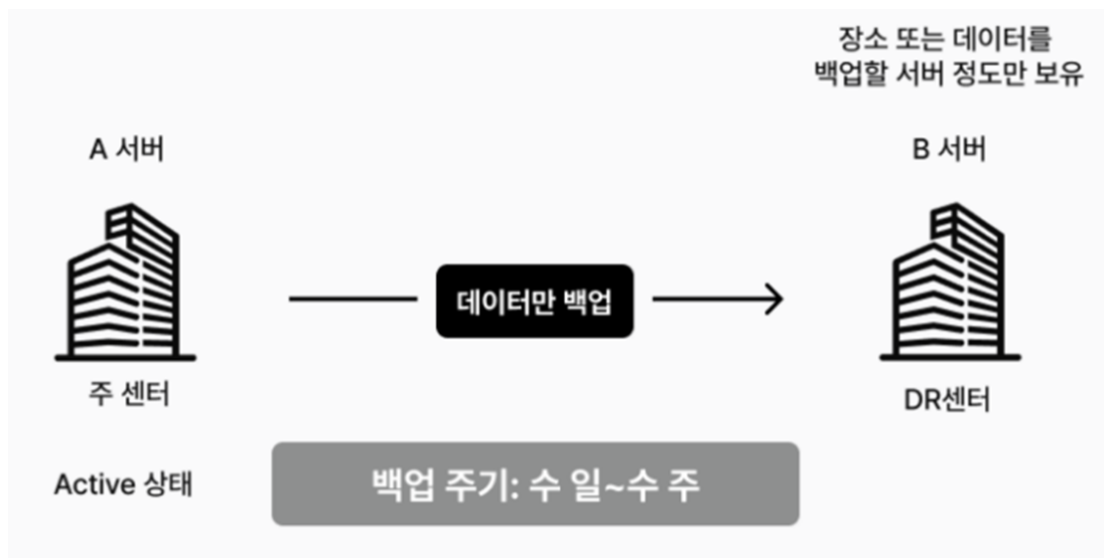 장소 또는 데이터를
백업할 서버 정도만 보유
A 서버
B 서버
데이터만 백업
주 센터
DR센터
Active 상태
백업 주기: 수 일~수 주